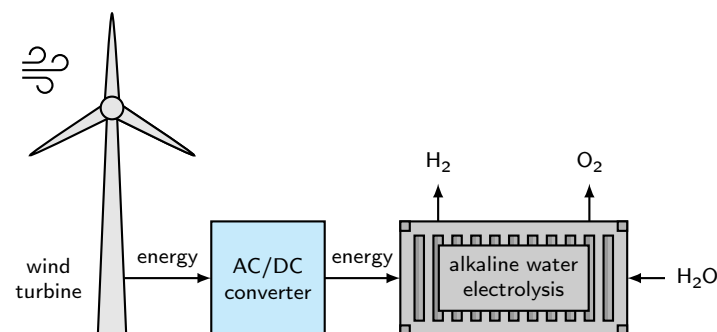 H₂
O₂
wind
turbine
energy
AC/DC
converter
energy
alkaline water
electrolysis
H₂O